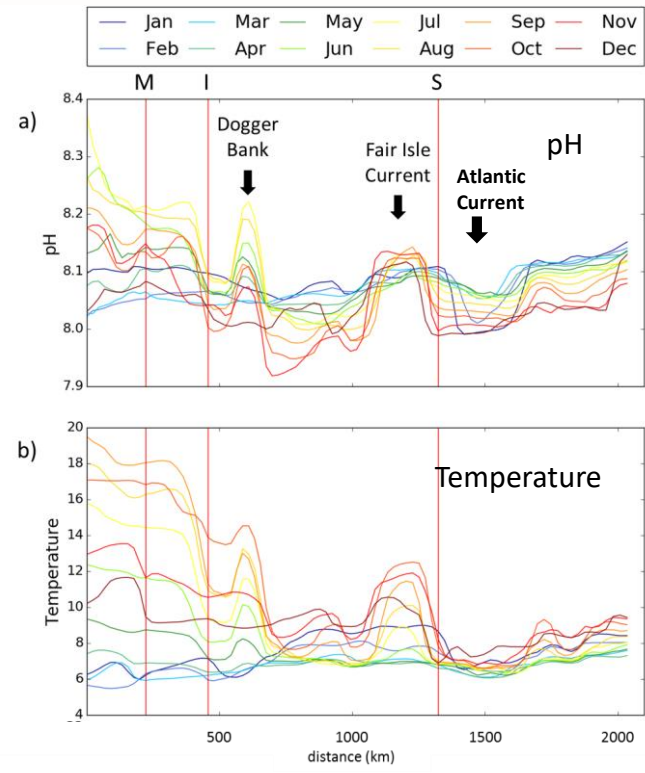 Jan Mar May Jul Sep Nov
Feb Apr Jun Aug Oct Dec
M I S
a)
8.4
8.3
8.2
8.1
8.0
7.9
pH
Dogger
Bank
Fair Isle
Current
Atlantic
Current
pH
b)
20
18
16
14
12
10
8
6
4
Temperature
Temperature
500 1000 1500 2000
distance (km)